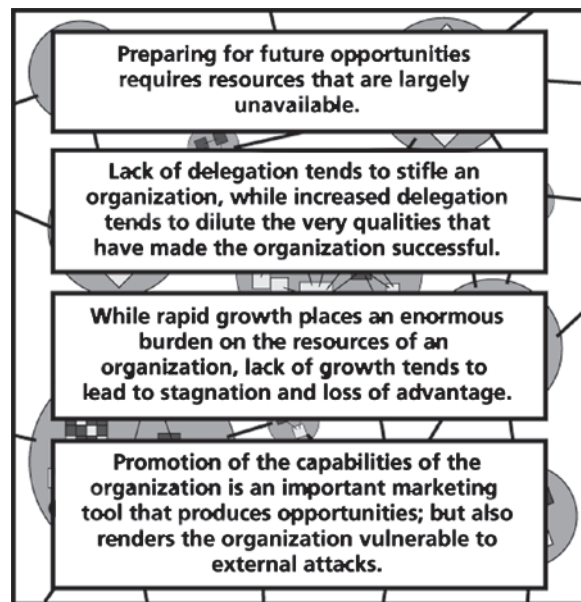 Preparing for future opportunities
requires resources that are largely
unavailable.
Lack of delegation tends to stifle an
organization, while increased delegation
tends to dilute the very qualities that
have made the organization successful.
While rapid growth places an enormous
burden on the resources of an
organization, lack of growth tends to
lead to stagnation and loss of advantage.
Promotion of the capabilities of the
organization is an important marketing
tool that produces opportunities; but also
renders the organization vulnerable to
external attacks.